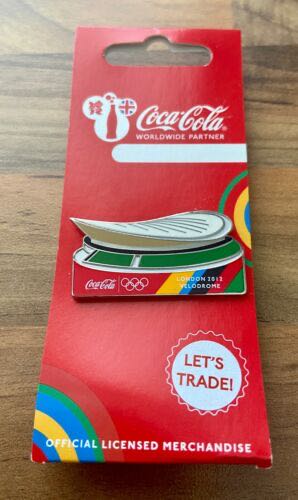 Coca-Cola
WORLDWIDE PARTNER
Coca-Cola
LONDON 2012
VELODROME
LET'S
TRADE!
OFFICIAL LICENSED MERCHANDISE